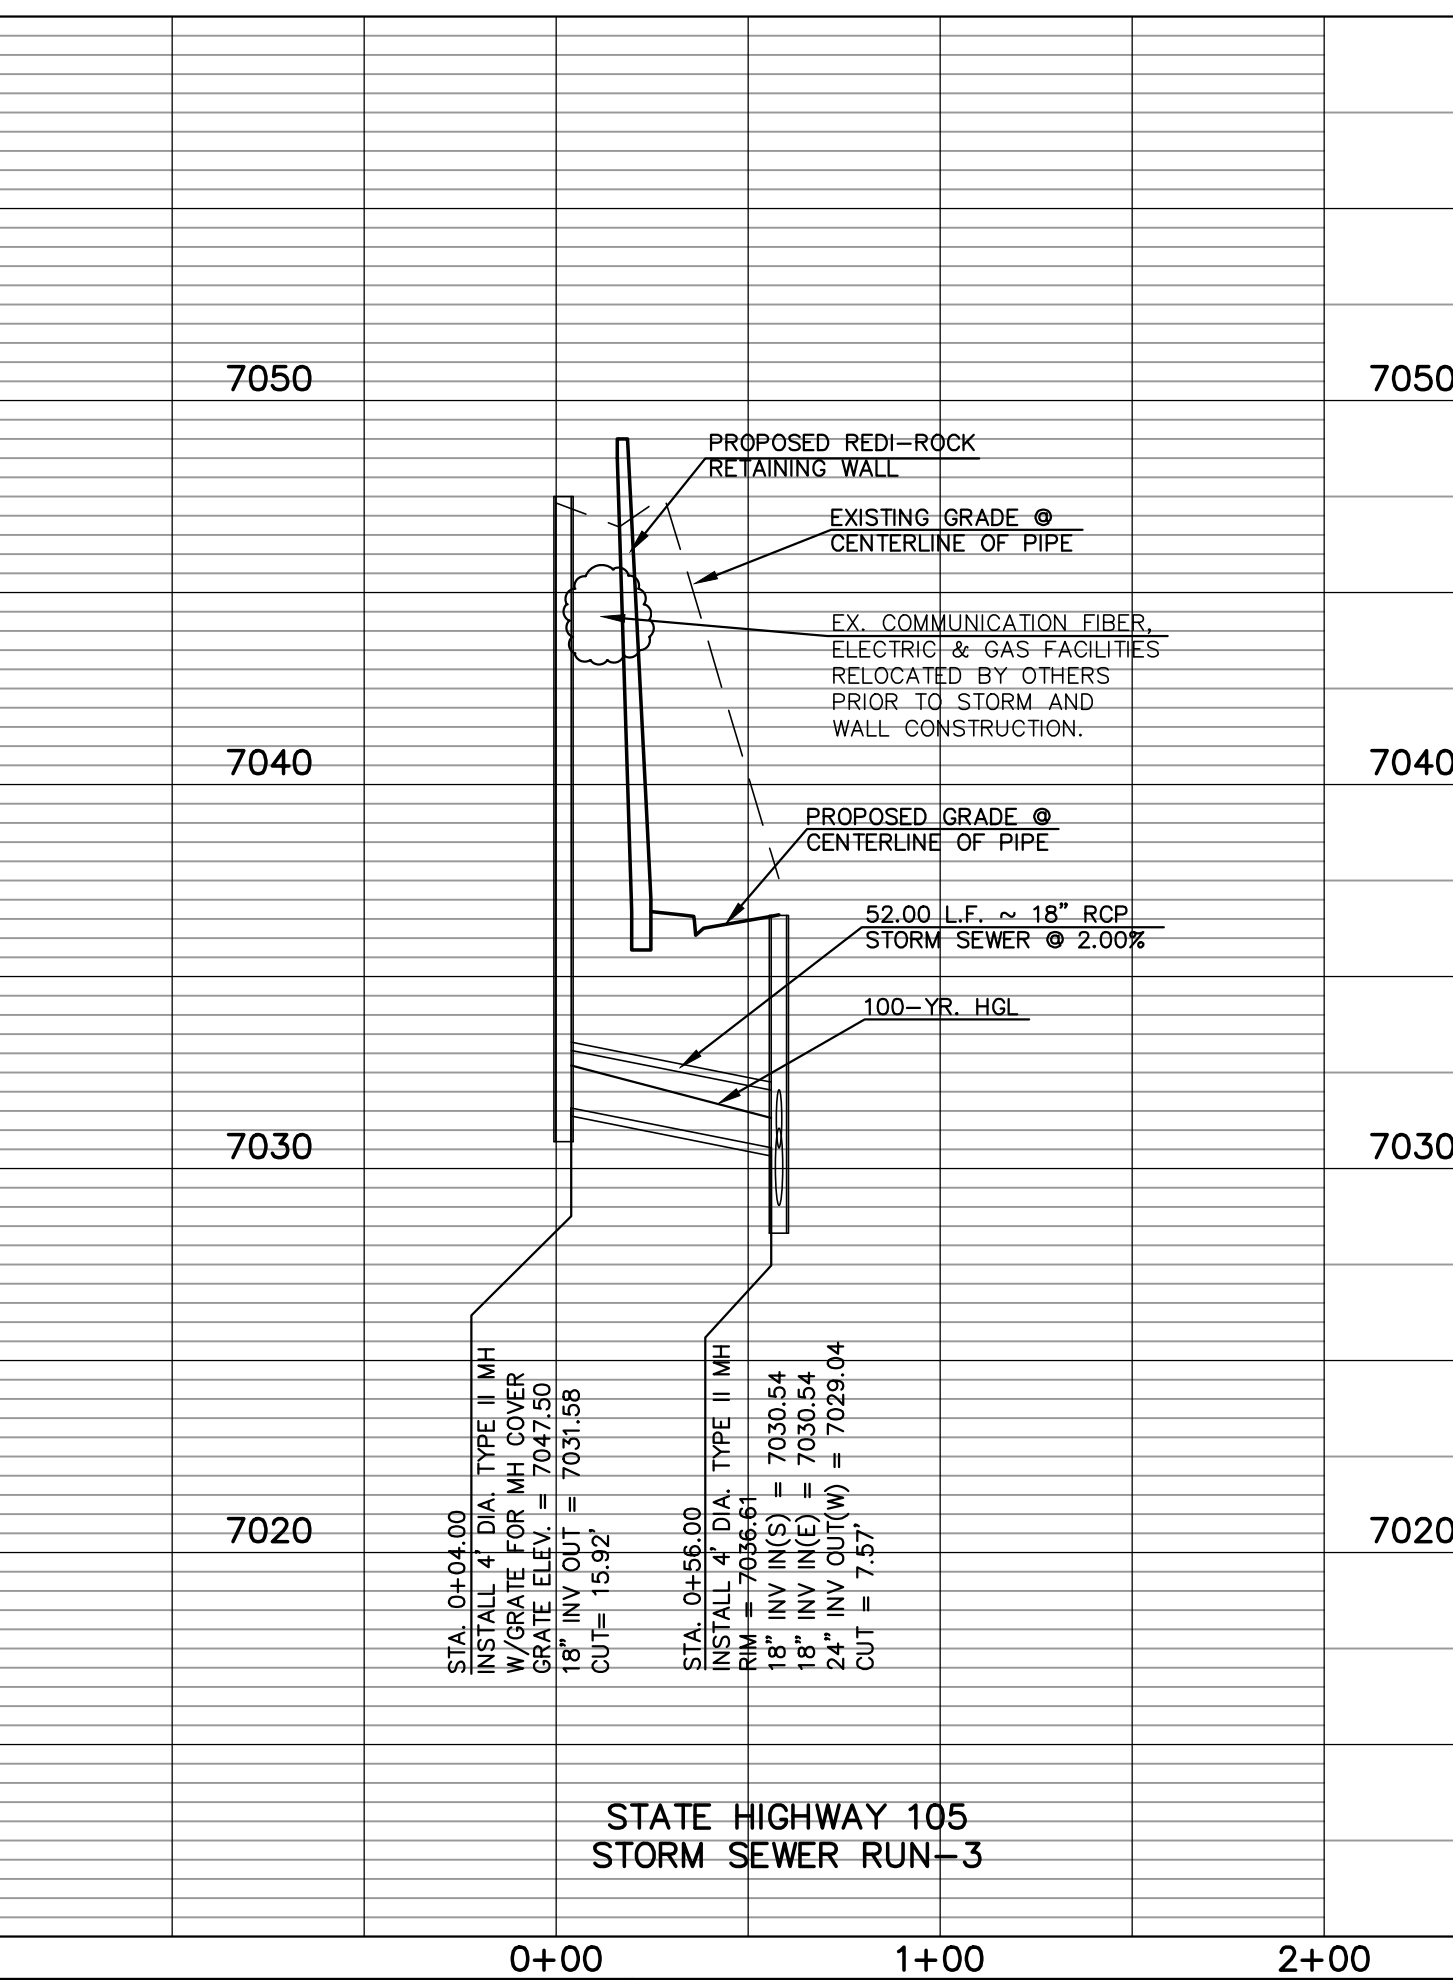 7050
7050
PROPOSED REDI-ROCK
RETAINING WALL
EXISTING GRADE @
CENTERLINE OF PIPE
EX. COMMUNICATION FIBER,
ELECTRIC & GAS FACILITIES
RELOCATED BY OTHERS
PRIOR TO STORM AND
WALL CONSTRUCTION.
7040
7040
PROPOSED GRADE @
CENTERLINE OF PIPE
52.00 L.F. ~ 18" RCP
STORM SEWER @ 2.00%
100-YR. HGL
7030
7030
STA. 0+04.00
INSTALL 4' DIA. TYPE II MH
W/GRATE FOR MH COVER
GRATE ELEV. = 7047.50
18" INV OUT = 7031.58
CUT= 15.92'
STA. 0+56.00
INSTALL 4' DIA. TYPE II MH
RIM = 7036.61
18" INV IN(S) = 7030.54
18" INV IN(E) = 7030.54
24" INV OUT(W) = 7029.04
CUT = 7.57'
7020
7020
STATE HIGHWAY 105
STORM SEWER RUN-3
0+00
1+00
2+00